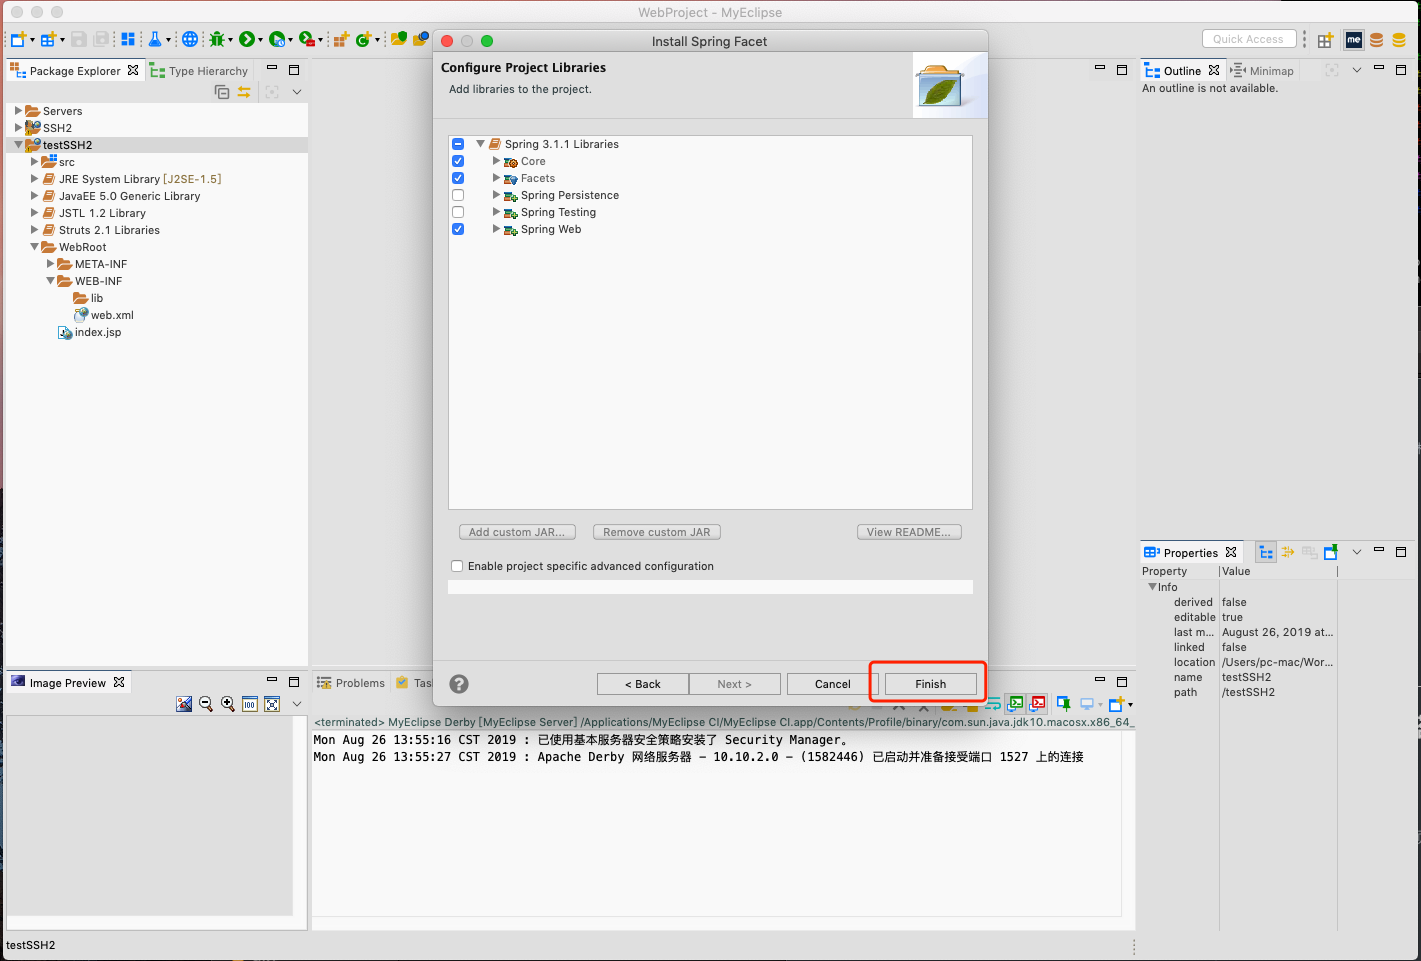 WebProject - MyEclipse
Quick Access
me
Package Explorer
Type Hierarchy
Servers
SSH2
testSSH2
src
JRE System Library [J2SE-1.5]
JavaEE 5.0 Generic Library
JSTL 1.2 Library
Struts 2.1 Libraries
WebRoot
META-INF
WEB-INF
lib
web.xml
index.jsp
Install Spring Facet
Configure Project Libraries
Add libraries to the project.
Spring 3.1.1 Libraries
Core
Facets
Spring Persistence
Spring Testing
Spring Web
Add custom JAR...
Remove custom JAR
View README...
Enable project specific advanced configuration
?
< Back
Next >
Cancel
Finish
Outline
Minimap
An outline is not available.
Properties
Property Value
Info
derived false
editable true
last m... August 26, 2019 at...
linked false
location /Users/pc-mac/Wor...
name testSSH2
path /testSSH2
Image Preview
100
Problems
Tas
<terminated> MyEclipse Derby [MyEclipse Server] /Applications/MyEclipse CI/MyEclipse CI.app/Contents/Profile/binary/com.sun.java.jdk10.macosx.x86_64_
Mon Aug 26 13:55:16 CST 2019 : 已使用基本服务器安全策略安装了 Security Manager。
Mon Aug 26 13:55:27 CST 2019 : Apache Derby 网络服务器 - 10.10.2.0 - (1582446) 已启动并准备接受端口 1527 上的连接
testSSH2